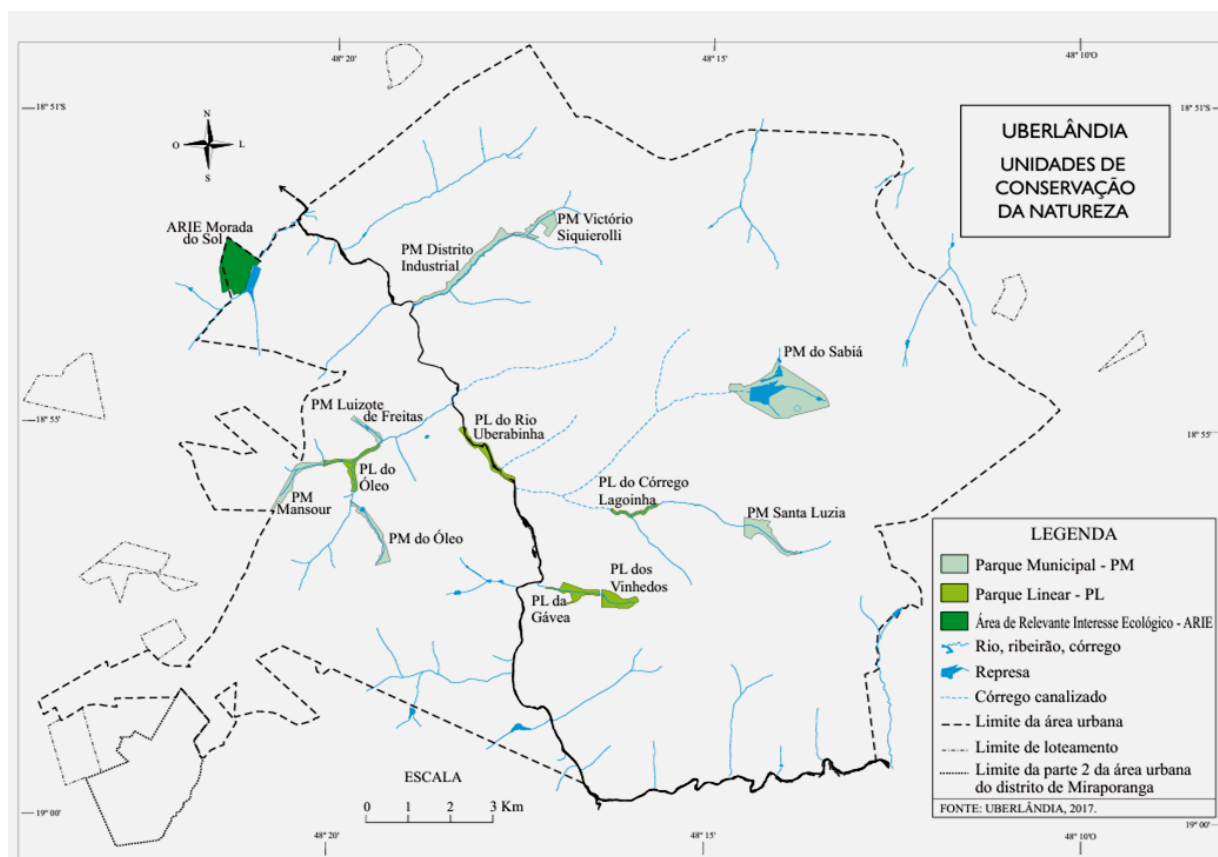 48° 20'
48° 15'
48° 10'O
18° 51'S
18° 51'S
N
O
L
S
UBERLÂNDIA
UNIDADES DE
CONSERVAÇÃO
DA NATUREZA
ARIE Morada
do Sol
PM Victório
Siquierolli
PM Distrito
Industrial
PM do Sabiá
PM Luizote
de Freitas
PL do Rio
Uberabinha
18° 55'
18° 55'
PL do
Óleo
PM
Mansour
PL do Córrego
Lagoinha
PM Santa Luzia
PM do Óleo
PL dos
Vinhedos
PL da
Gávea
LEGENDA
Parque Municipal - PM
Parque Linear - PL
Área de Relevante Interesse Ecológico - ARIE
Rio, ribeirão, córrego
Represa
Córrego canalizado
Limite da área urbana
Limite de loteamento
Limite da parte 2 da área urbana
do distrito de Miraporanga
FONTE: UBERLÂNDIA, 2017.
ESCALA
0 1 2 3 Km
19° 00'
19° 00'
48° 20'
48° 15'
48° 10'O